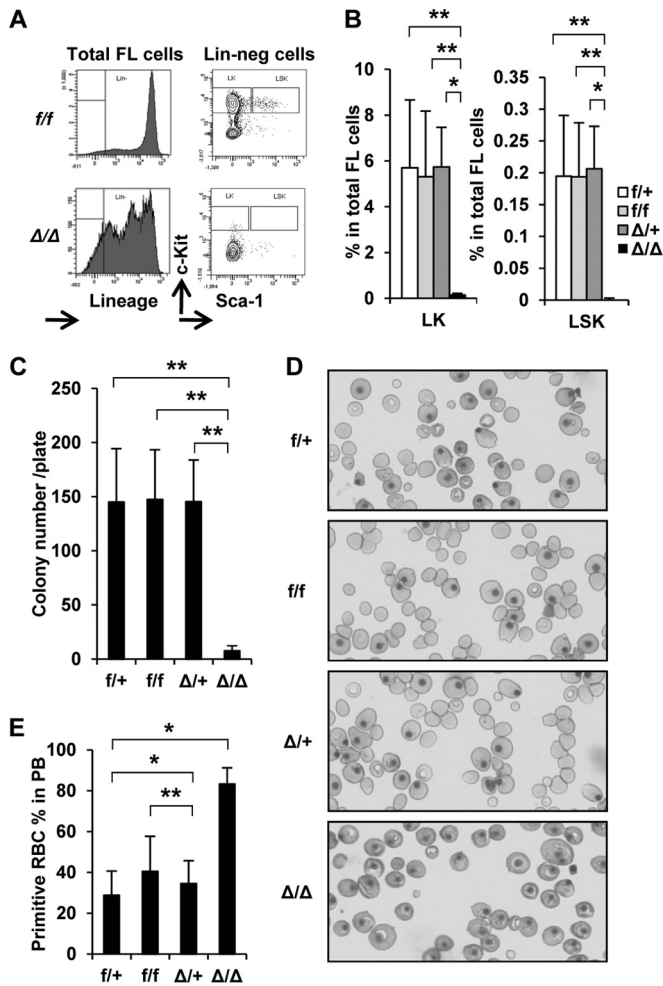 A
Total FL cells
Lin-neg cells
f/f
Lin-
LK
LSK
Δ/Δ
Lin-
LK
LSK
c-Kit
Lineage
Sca-1
B
**
**
*
% in total FL cells
10
8
6
4
2
0
LK
**
**
*
% in total FL cells
0.35
0.3
0.25
0.2
0.15
0.1
0.05
0
LSK
f/+
f/f
Δ/+
Δ/Δ
C
**
**
**
Colony number /plate
250
200
150
100
50
0
f/+ f/f Δ/+ Δ/Δ
D
f/+
f/f
Δ/+
Δ/Δ
E
*
*
**
Primitive RBC % in PB
100
80
60
40
20
0
f/+ f/f Δ/+ Δ/Δ